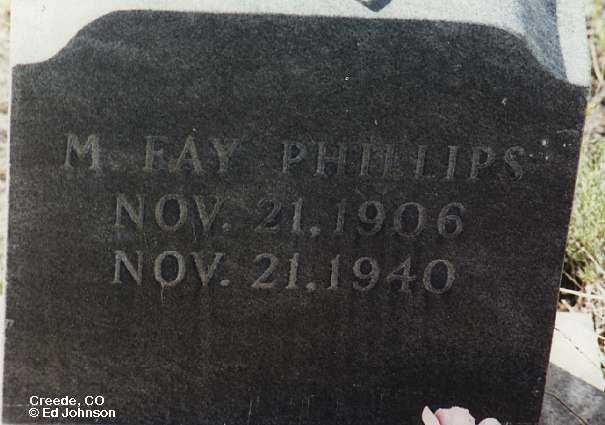 M. FAY PHILLIPS
NOV. 21, 1906
NOV. 21, 1940
Creede, CO
© Ed Johnson